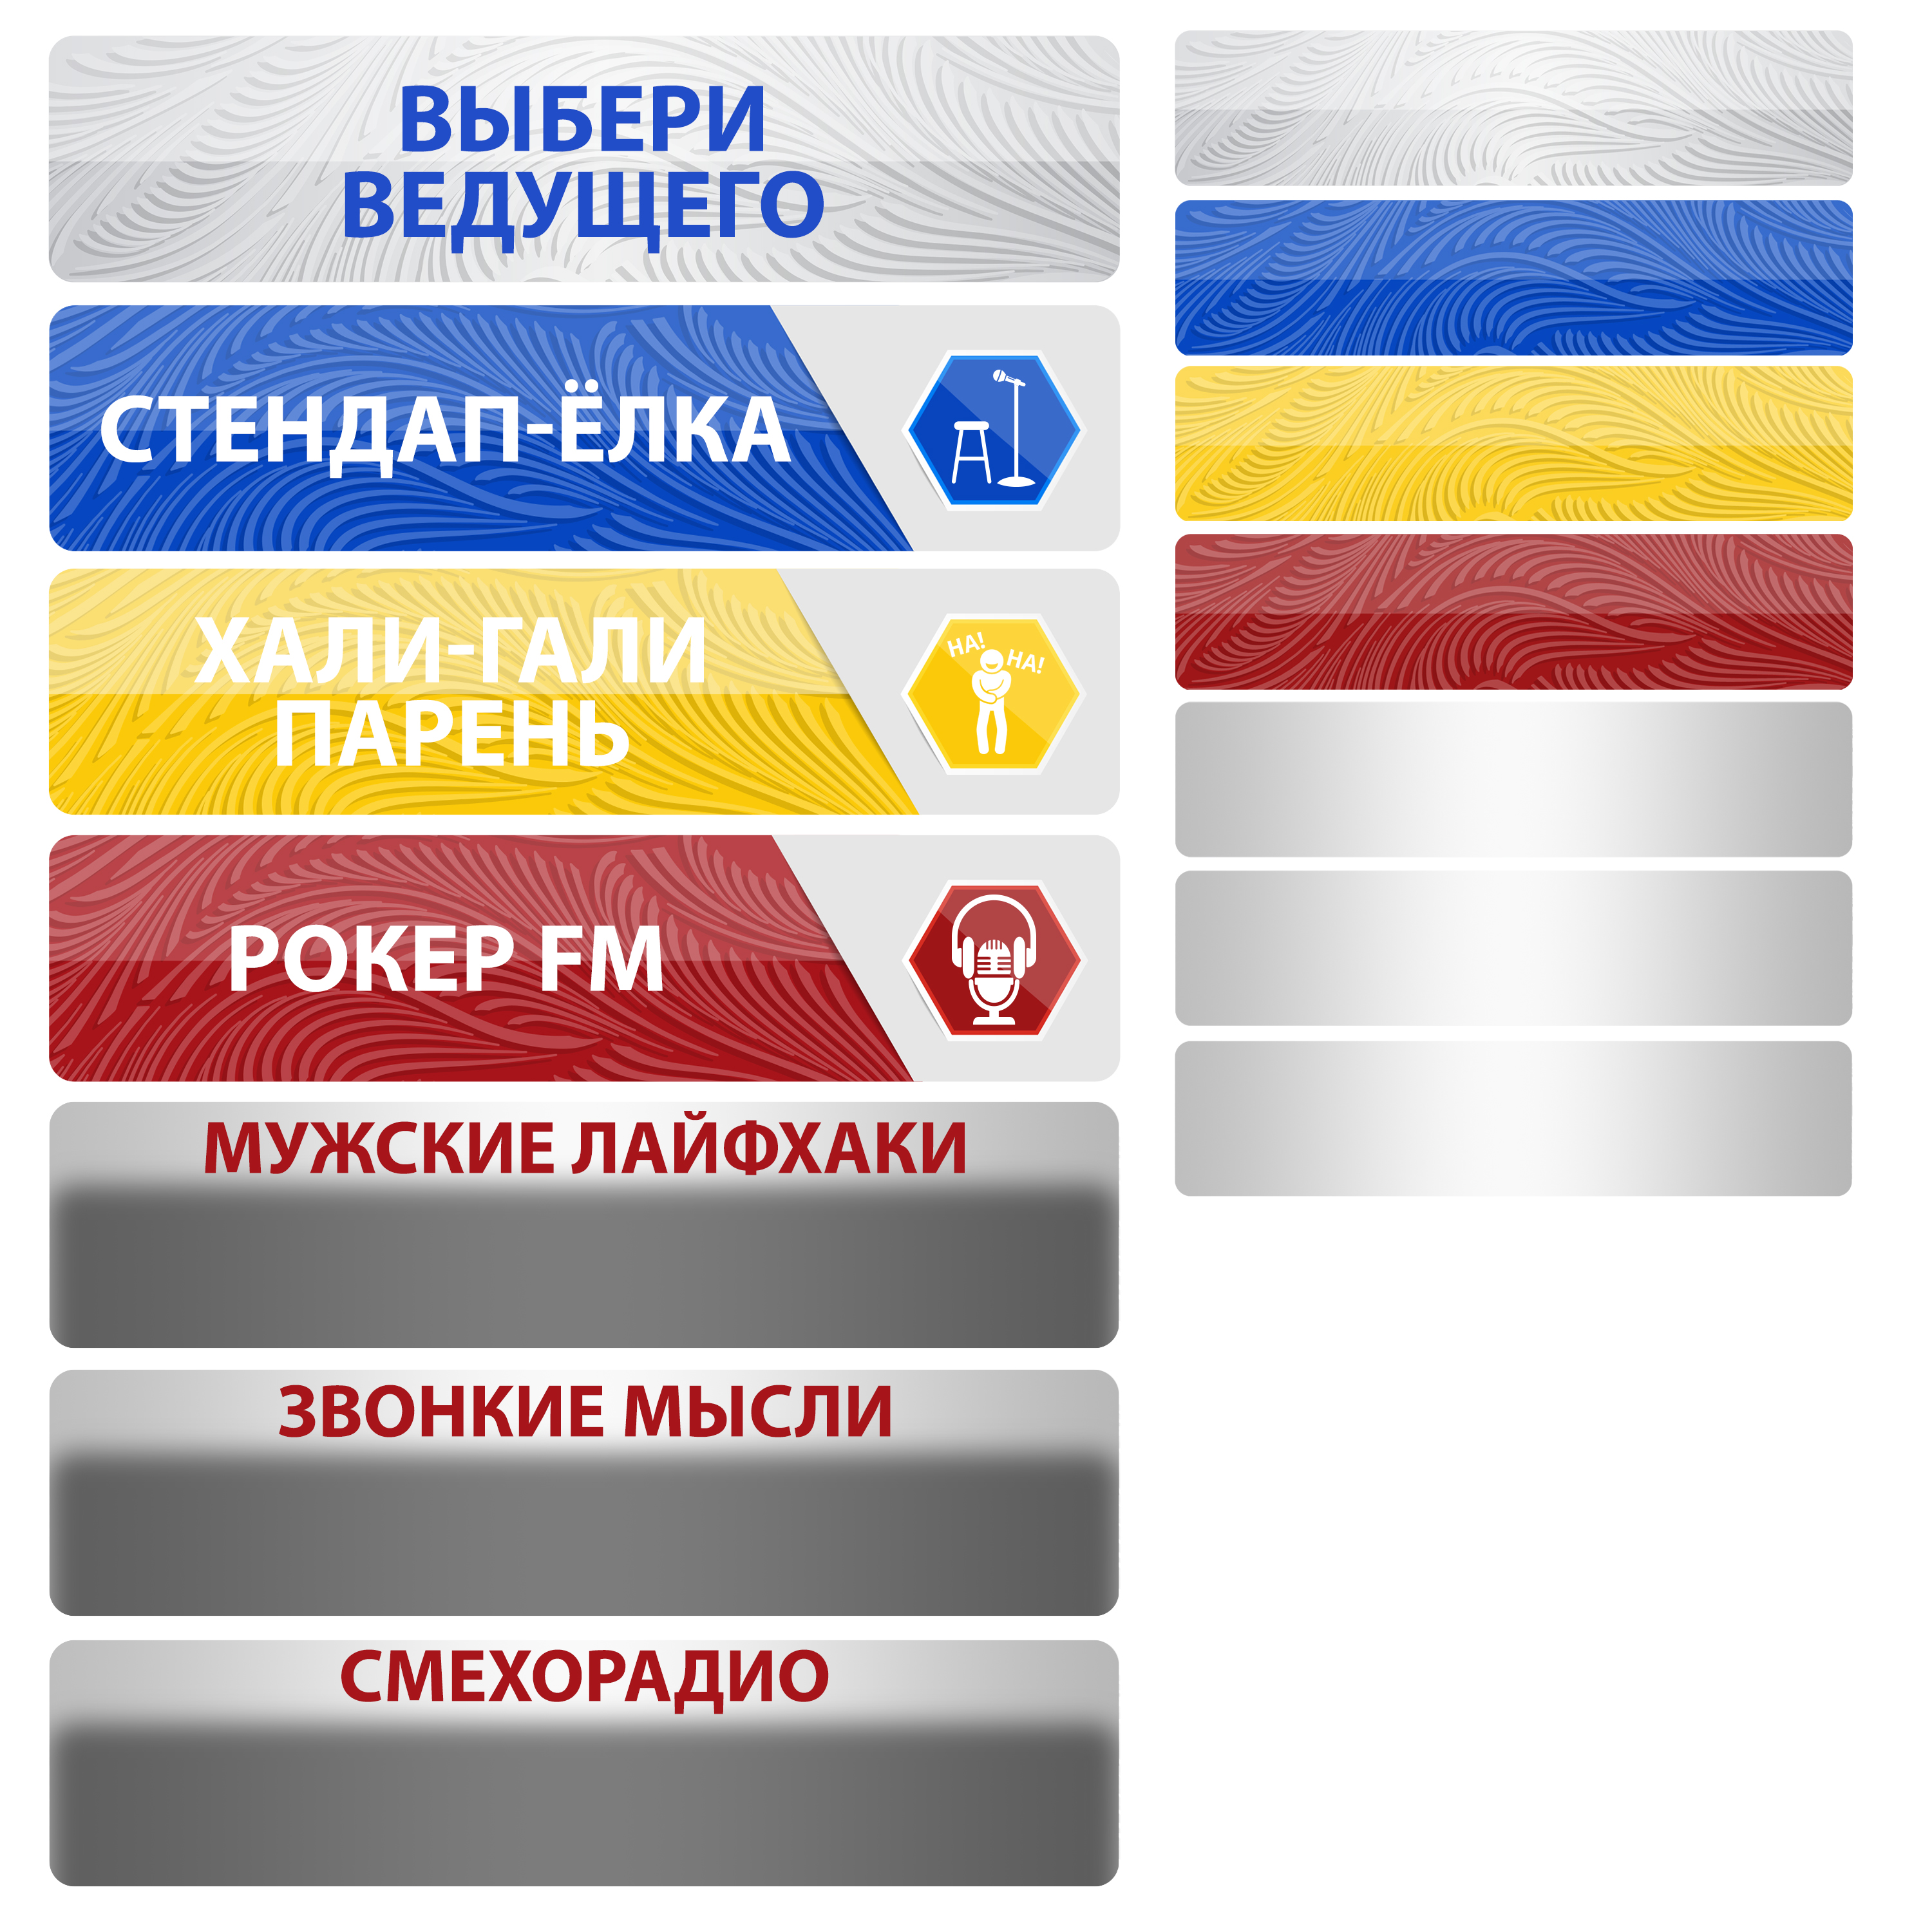 ВЫБЕРИ
ВЕДУЩЕГО
СТЕНДАП-ЁЛКА
ХАЛИ-ГАЛИ
ПАРЕНЬ
HA!
HA!
РОКЕР FM
МУЖСКИЕ ЛАЙФХАКИ
ЗВОНКИЕ МЫСЛИ
СМЕХОРАДИО